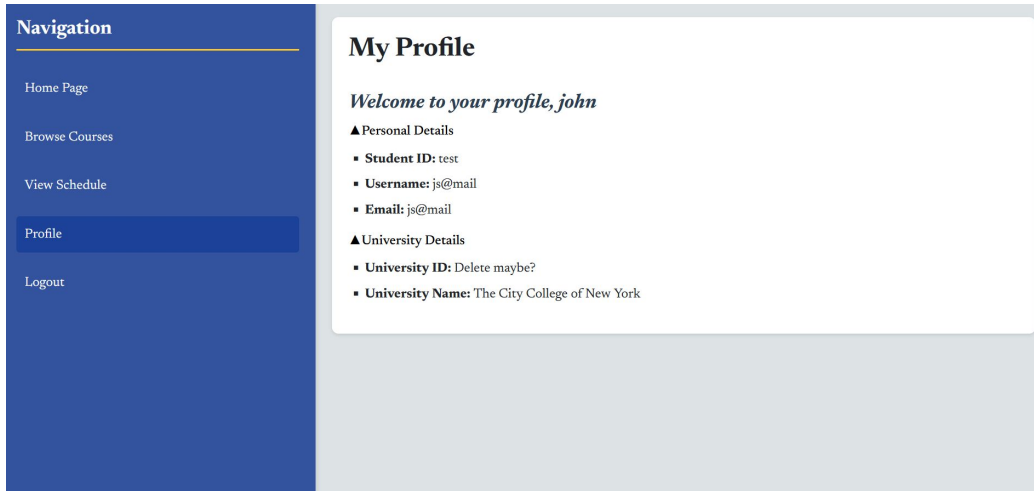 Navigation
Home Page
Browse Courses
View Schedule
Profile
Logout
My Profile
Welcome to your profile, john
▲Personal Details
▪ Student ID: test
▪ Username: js@mail
▪ Email: js@mail
▲University Details
▪ University ID: Delete maybe?
▪ University Name: The City College of New York